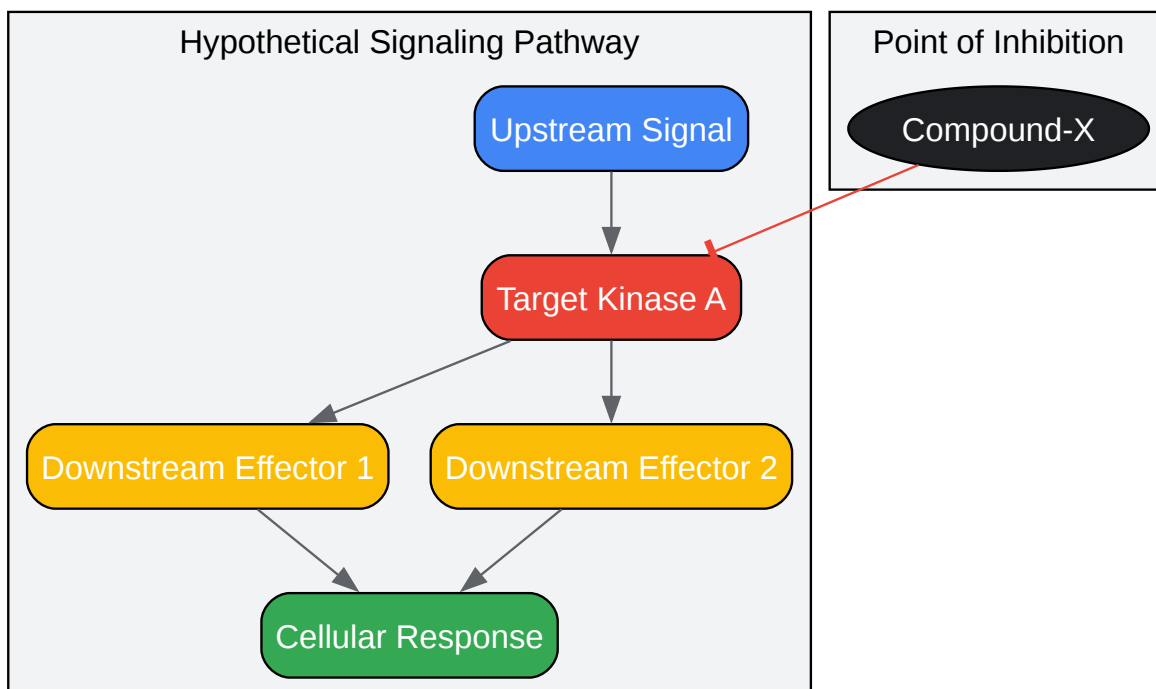 Hypothetical Signaling Pathway
Point of Inhibition
Upstream Signal
Compound-X
Target Kinase A
Downstream Effector 1
Downstream Effector 2
Cellular Response